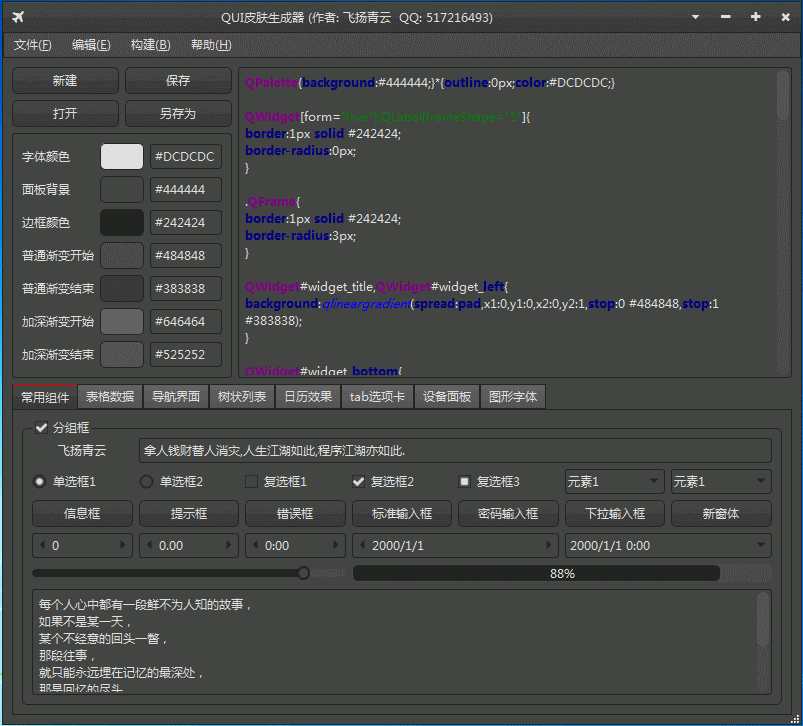 QUI皮肤生成器 (作者: 飞扬青云  QQ: 517216493)
文件(F) 编辑(E) 构建(B) 帮助(H)
新建 保存
打开 另存为
字体颜色 #DCDCDC
面板背景 #444444
边框颜色 #242424
普通渐变开始 #484848
普通渐变结束 #383838
加深渐变开始 #646464
加深渐变结束 #525252
QPalette{background:#444444;}*{outline:0px;color:#DCDCDC;}
QWidget[form="true"],QLabel[frameShape="1"]{
border:1px solid #242424;
border-radius:0px;
}
.QFrame{
border:1px solid #242424;
border-radius:3px;
}
QWidget#widget_title,QWidget#widget_left{
background:qlineargradient(spread:pad,x1:0,y1:0,x2:0,y2:1,stop:0 #484848,stop:1
#383838);
}
QWidget#widget_bottom{
常用组件 表格数据 导航界面 树状列表 日历效果 tab选项卡 设备面板 图形字体
分组框
飞扬青云 拿人钱财替人消灾,人生江湖如此,程序江湖亦如此.
单选框1 单选框2 复选框1 复选框2 复选框3 元素1 元素1
信息框 提示框 错误框 标准输入框 密码输入框 下拉输入框 新窗体
0 0.00 0:00 2000/1/1 2000/1/1 0:00
88%
每个人心中都有一段鲜不为人知的故事，
如果不是某一天，
某个不经意的回头一瞥，
那段往事，
就只能永远埋在记忆的最深处，
那是回忆的尽头